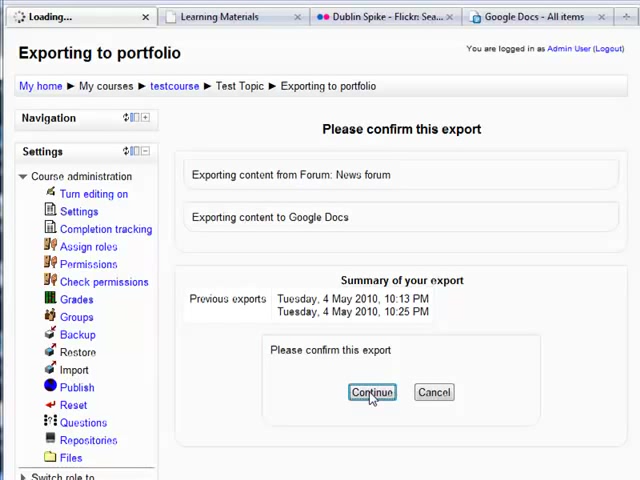 Loading...
Learning Materials
Dublin Spike - Flickr: Sea...
Google Docs - All items
Exporting to portfolio
You are logged in as Admin User (Logout)
My home ► My courses ► testcourse ► Test Topic ► Exporting to portfolio
Navigation
Settings
Course administration
Turn editing on
Settings
Completion tracking
Assign roles
Permissions
Check permissions
Grades
Groups
Backup
Restore
Import
Publish
Reset
Questions
Repositories
Files
Switch role to
Please confirm this export
Exporting content from Forum: News forum
Exporting content to Google Docs
Summary of your export
Previous exports Tuesday, 4 May 2010, 10:13 PM
Tuesday, 4 May 2010, 10:25 PM
Please confirm this export
Continue Cancel